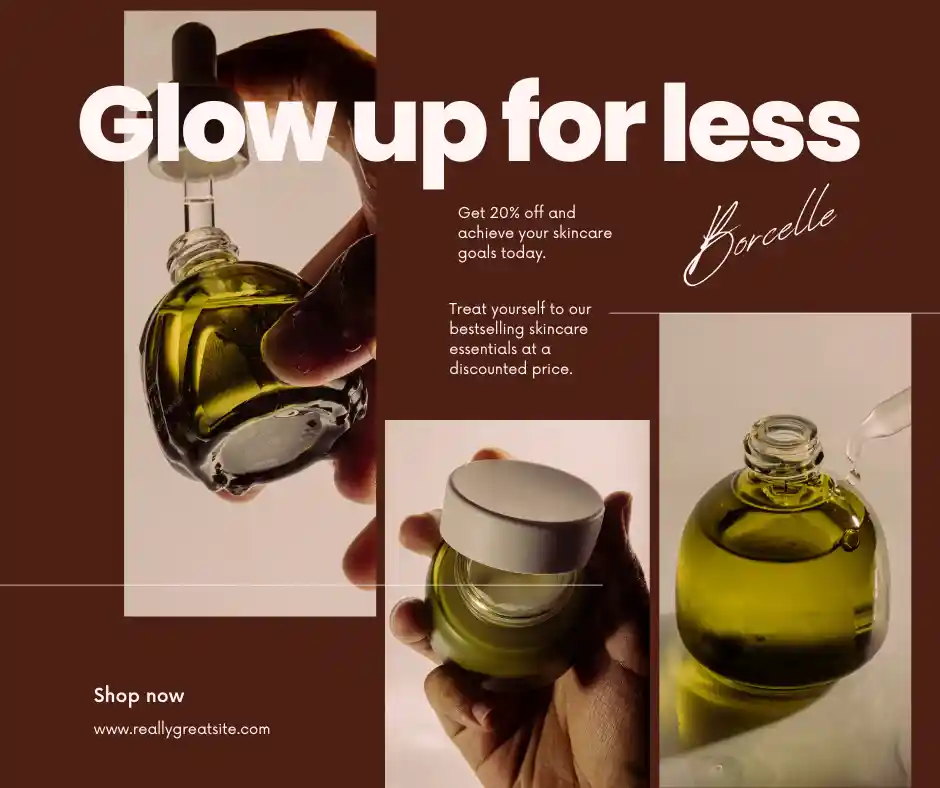 Glow up for less
Get 20% off and
achieve your skincare
goals today.
Borcelle
Treat yourself to our
bestselling skincare
essentials at a
discounted price.
Shop now
www.reallygreatsite.com